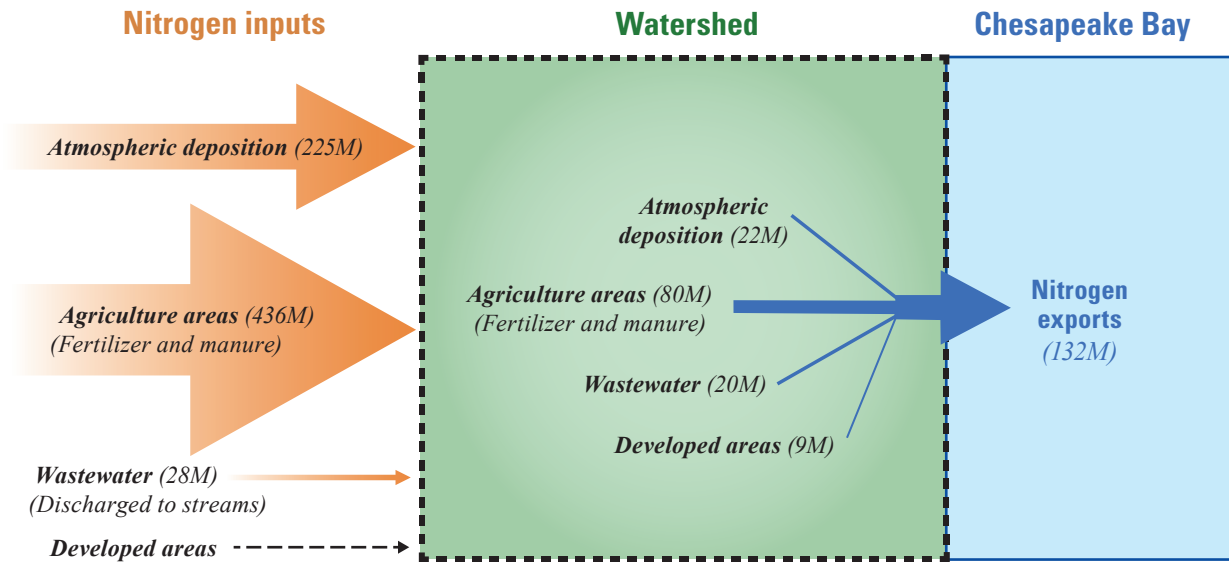 Nitrogen inputs
Watershed
Chesapeake Bay
Atmospheric deposition (225M)
Agriculture areas (436M)
(Fertilizer and manure)
Wastewater (28M)
(Discharged to streams)
Developed areas
Atmospheric
deposition (22M)
Agriculture areas (80M)
(Fertilizer and manure)
Wastewater (20M)
Developed areas (9M)
Nitrogen
exports
(132M)